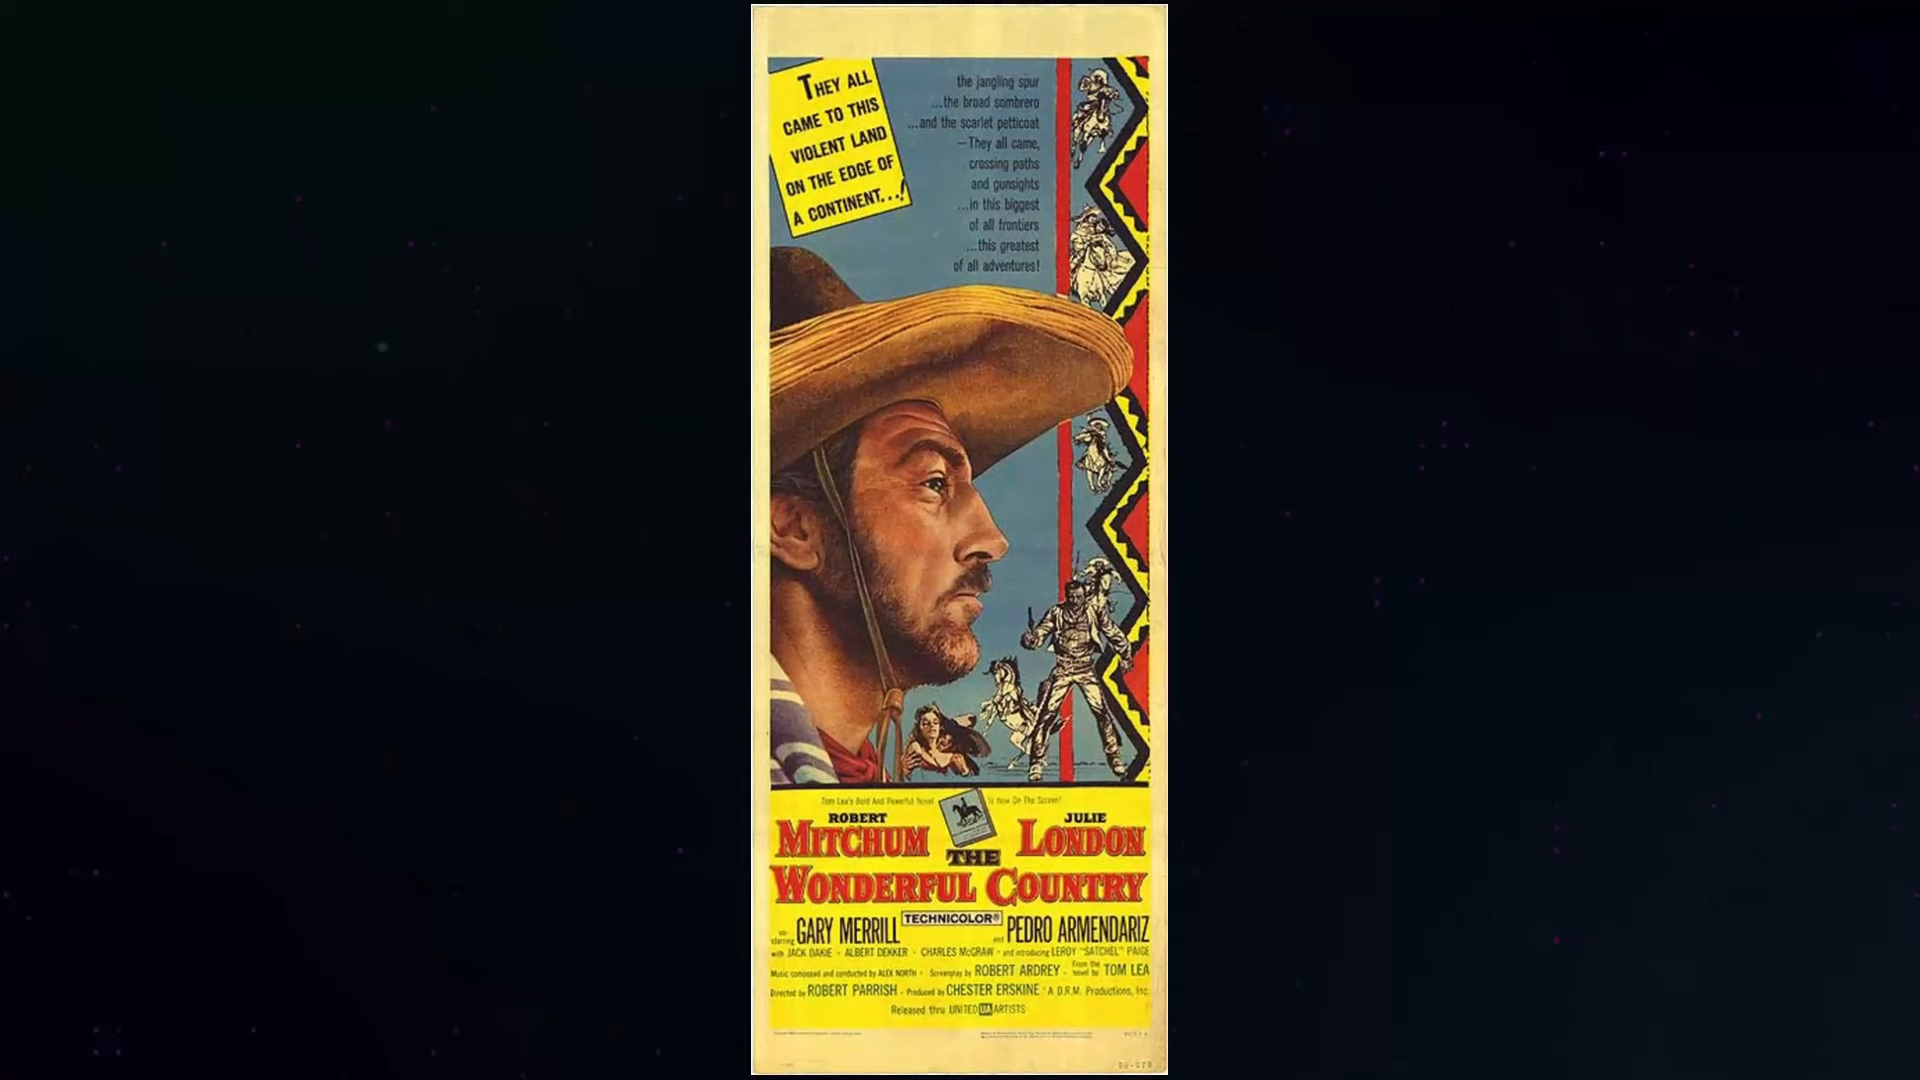 THEY ALL
CAME TO THIS
VIOLENT LAND
ON THE EDGE OF
A CONTINENT...!
the jangling spur
...the broad sombrero
...and the scarlet petticoat
—They all came,
crossing paths
and gunsights
...in this biggest
of all frontiers
...this greatest
of all adventures!
Tom Lea's Bold And Powerful Novel Is Now On The Screen!
ROBERT JULIE
MITCHUM LONDON
THE
WONDERFUL COUNTRY
TECHNICOLOR®
co-starring GARY MERRILL and PEDRO ARMENDARIZ
with JACK OAKIE · ALBERT DEKKER · CHARLES McGRAW · and introducing LEROY "SATCHEL" PAIGE
Music composed and conducted by ALEX NORTH · Screenplay by ROBERT ARDREY · From the novel by TOM LEA
Directed by ROBERT PARRISH · Produced by CHESTER ERSKINE · A D.R.M. Productions, Inc.
Released thru UNITED UA ARTISTS